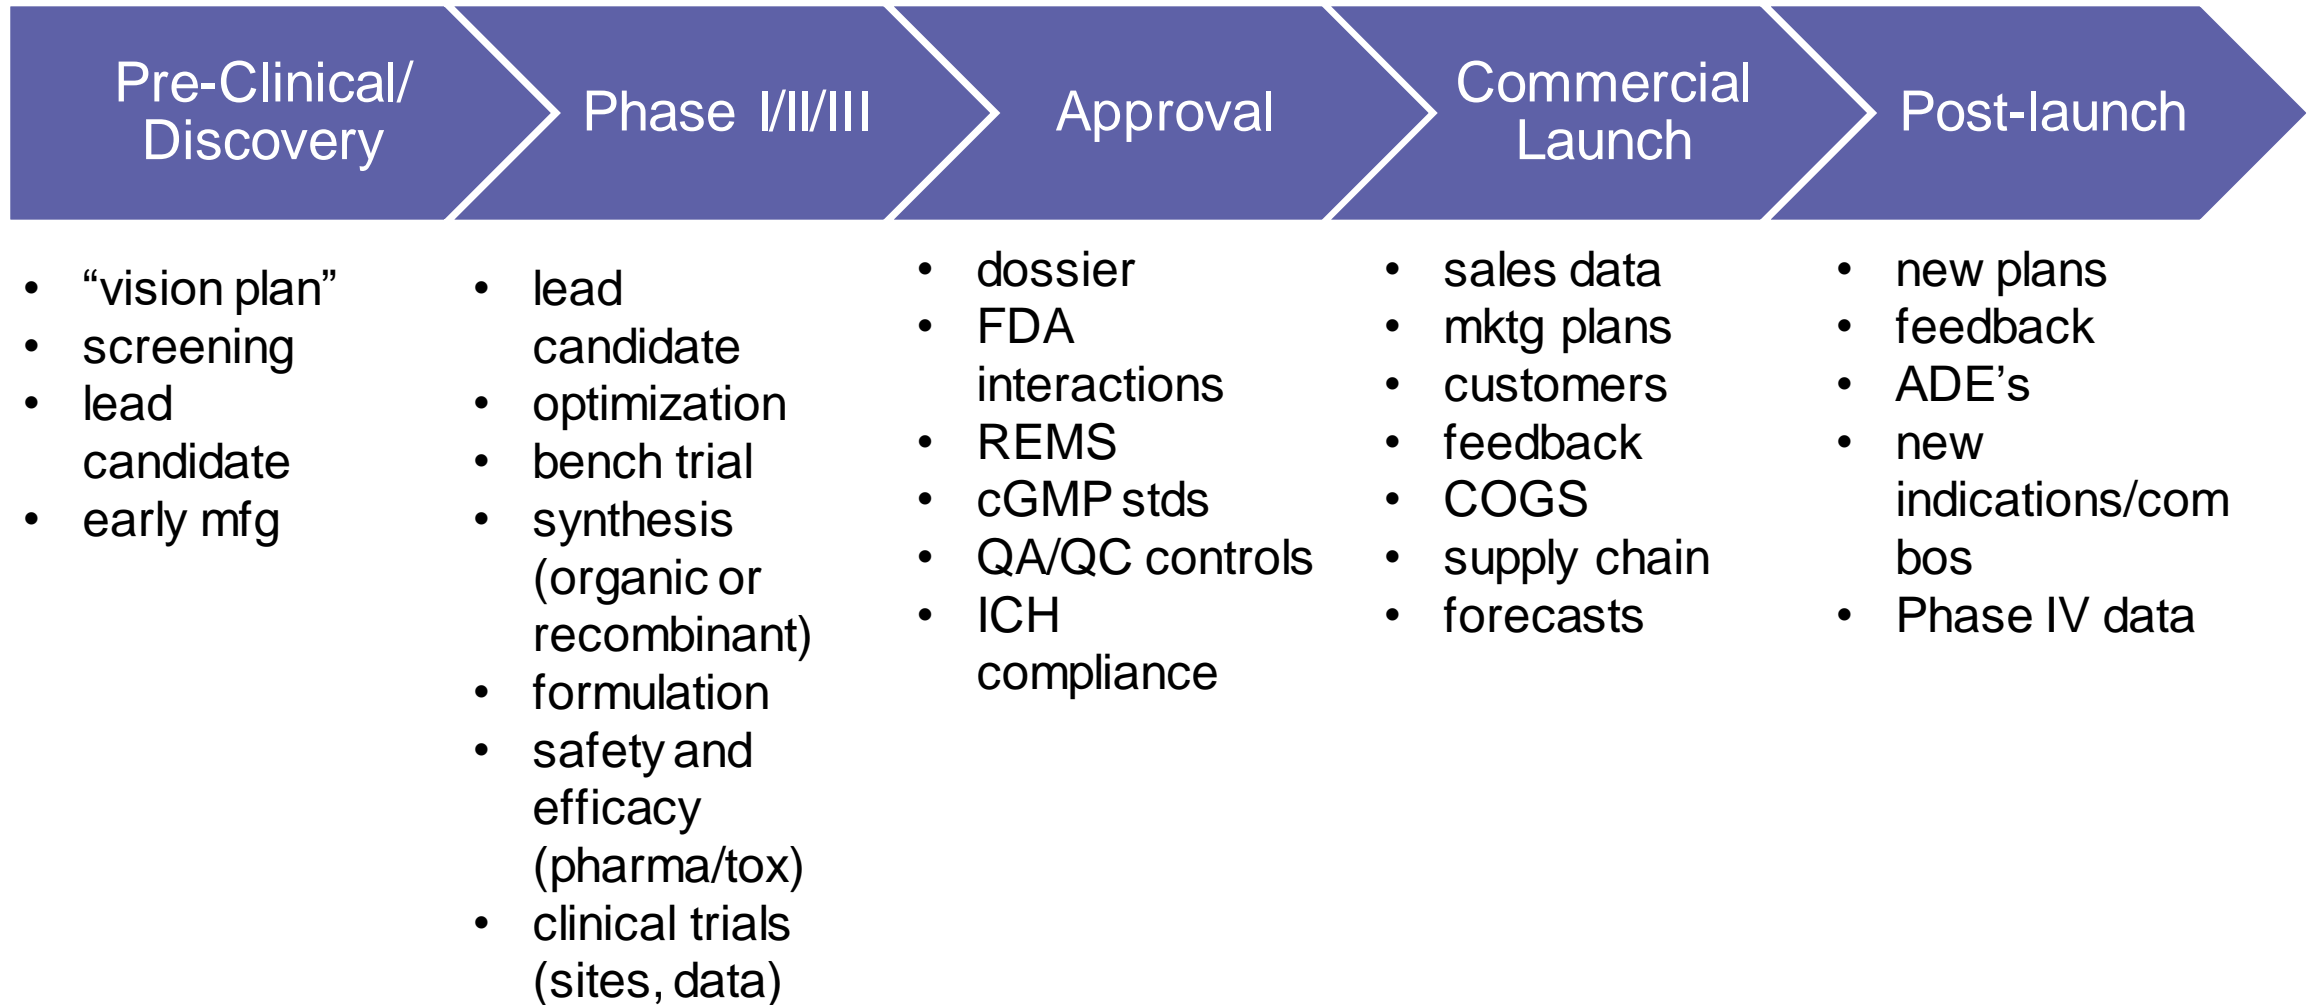 Pre-Clinical/
Discovery
Phase I/II/III
Approval
Commercial
Launch
Post-launch
• “vision plan”
• screening
• lead
candidate
• early mfg
• lead
candidate
• optimization
• bench trial
• synthesis
(organic or
recombinant)
• formulation
• safety and
efficacy
(pharma/tox)
• clinical trials
(sites, data)
• dossier
• FDA
interactions
• REMS
• cGMP stds
• QA/QC controls
• ICH
compliance
• sales data
• mktg plans
• customers
• feedback
• COGS
• supply chain
• forecasts
• new plans
• feedback
• ADE’s
• new
indications/com
bos
• Phase IV data